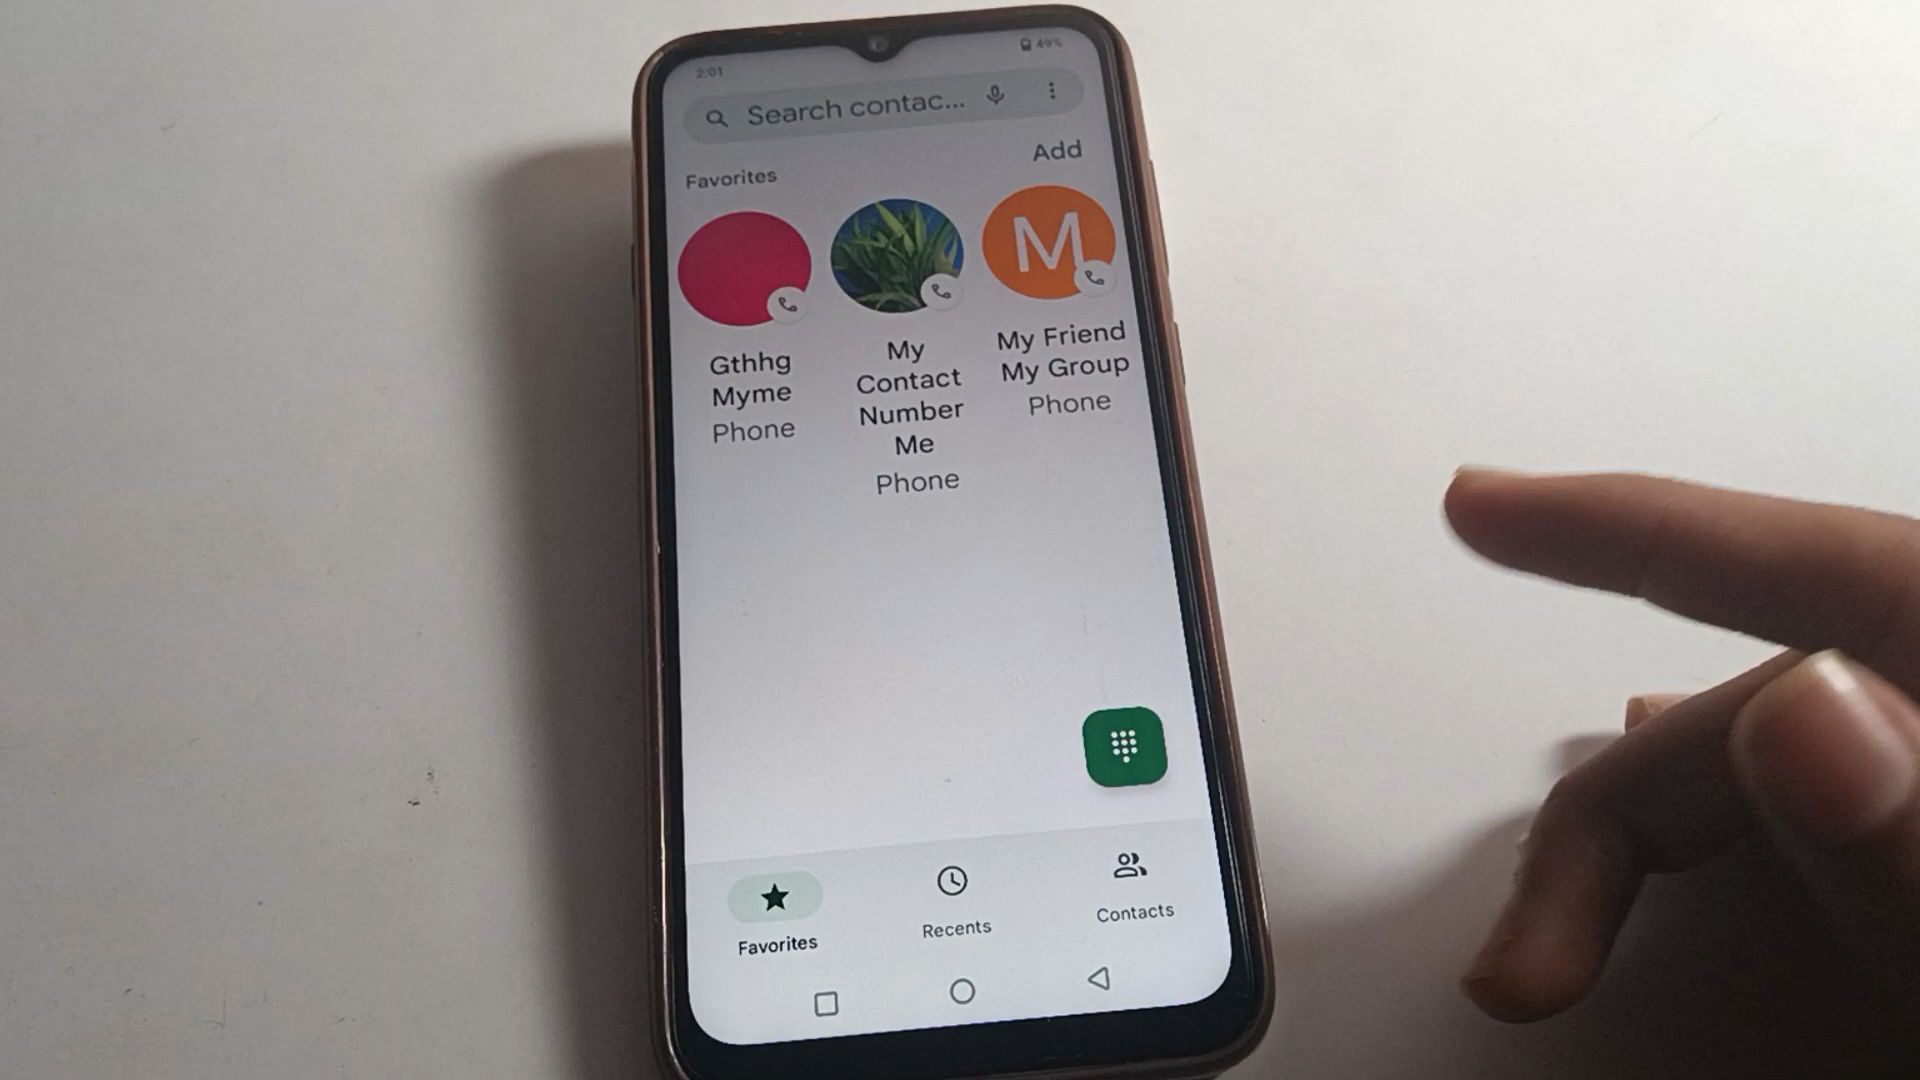 2:01
49%
Search contac...
Add
Favorites
M
Gthhg
Myme
Phone
My
Contact
Number
Me
Phone
My Friend
My Group
Phone
Favorites
Recents
Contacts